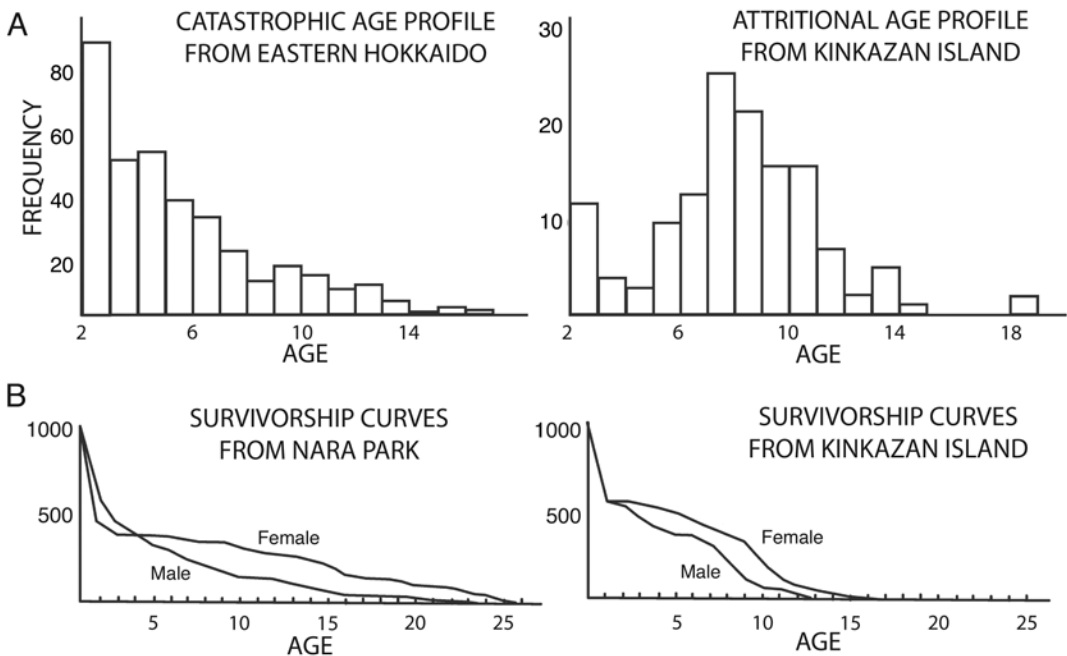 A
CATASTROPHIC AGE PROFILE
FROM EASTERN HOKKAIDO
FREQUENCY
80
60
40
20
2
6
10
14
AGE
ATTRITIONAL AGE PROFILE
FROM KINKAZAN ISLAND
30
20
10
2
6
10
14
18
AGE
B
SURVIVORSHIP CURVES
FROM NARA PARK
1000
500
Female
Male
5
10
15
20
25
AGE
SURVIVORSHIP CURVES
FROM KINKAZAN ISLAND
1000
500
Female
Male
5
10
15
20
25
AGE